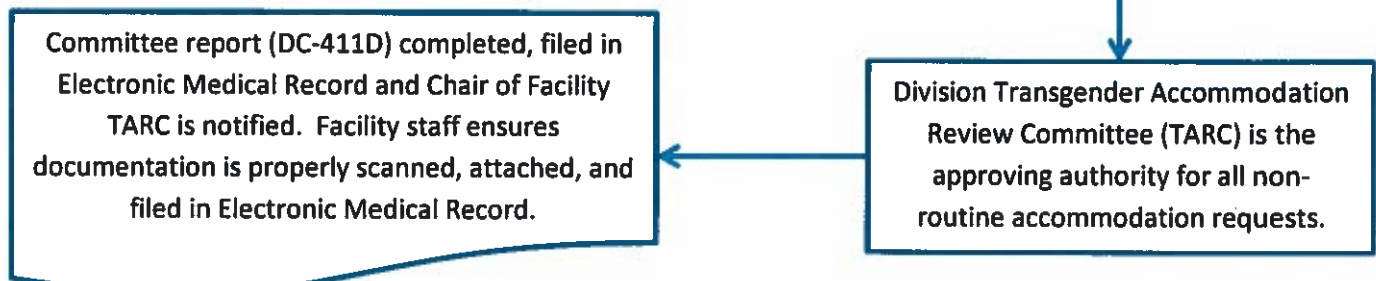 Committee report (DC-411D) completed, filed in
Electronic Medical Record and Chair of Facility
TARC is notified. Facility staff ensures
documentation is properly scanned, attached, and
filed in Electronic Medical Record.
Division Transgender Accommodation
Review Committee (TARC) is the
approving authority for all non-
routine accommodation requests.